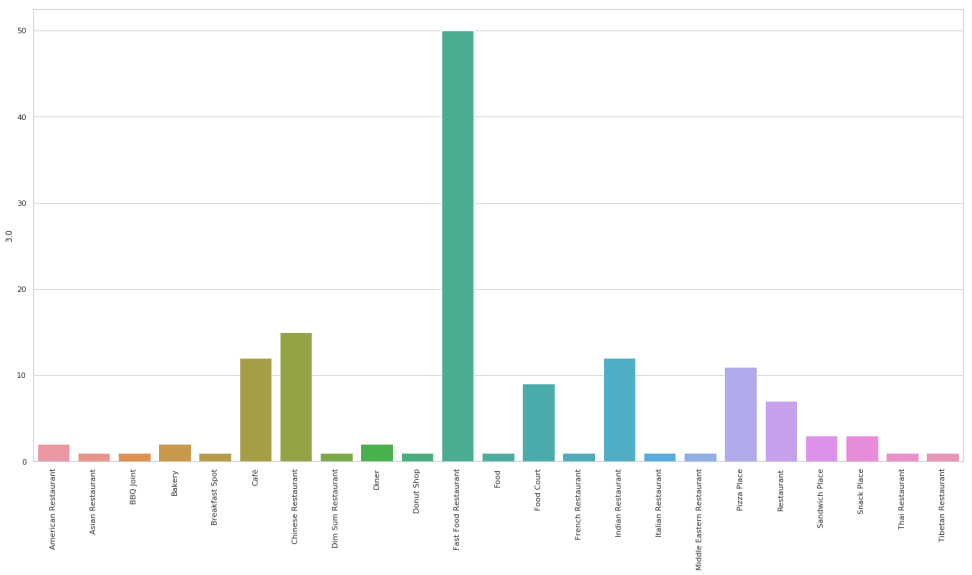 50
40
30
20
10
0
3.0
American Restaurant
Asian Restaurant
BBQ Joint
Bakery
Breakfast Spot
Café
Chinese Restaurant
Dim Sum Restaurant
Diner
Donut Shop
Fast Food Restaurant
Food
Food Court
French Restaurant
Indian Restaurant
Italian Restaurant
Middle Eastern Restaurant
Pizza Place
Restaurant
Sandwich Place
Snack Place
Thai Restaurant
Tibetan Restaurant